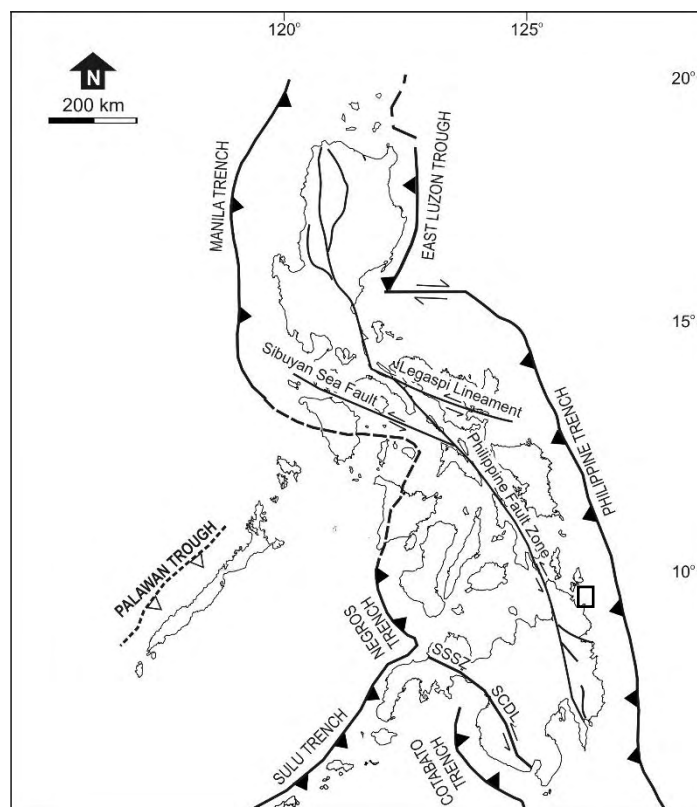 120°
125°
20°
N
200 km
MANILA TRENCH
EAST LUZON TROUGH
15°
Sibuyan Sea Fault
Legaspi Lineament
PHILIPPINE TRENCH
Philippine Fault Zone
PALAWAN TROUGH
10°
NEGROS
TRENCH
SSSZ
SCDL
SULU TRENCH
COTABATO
TRENCH